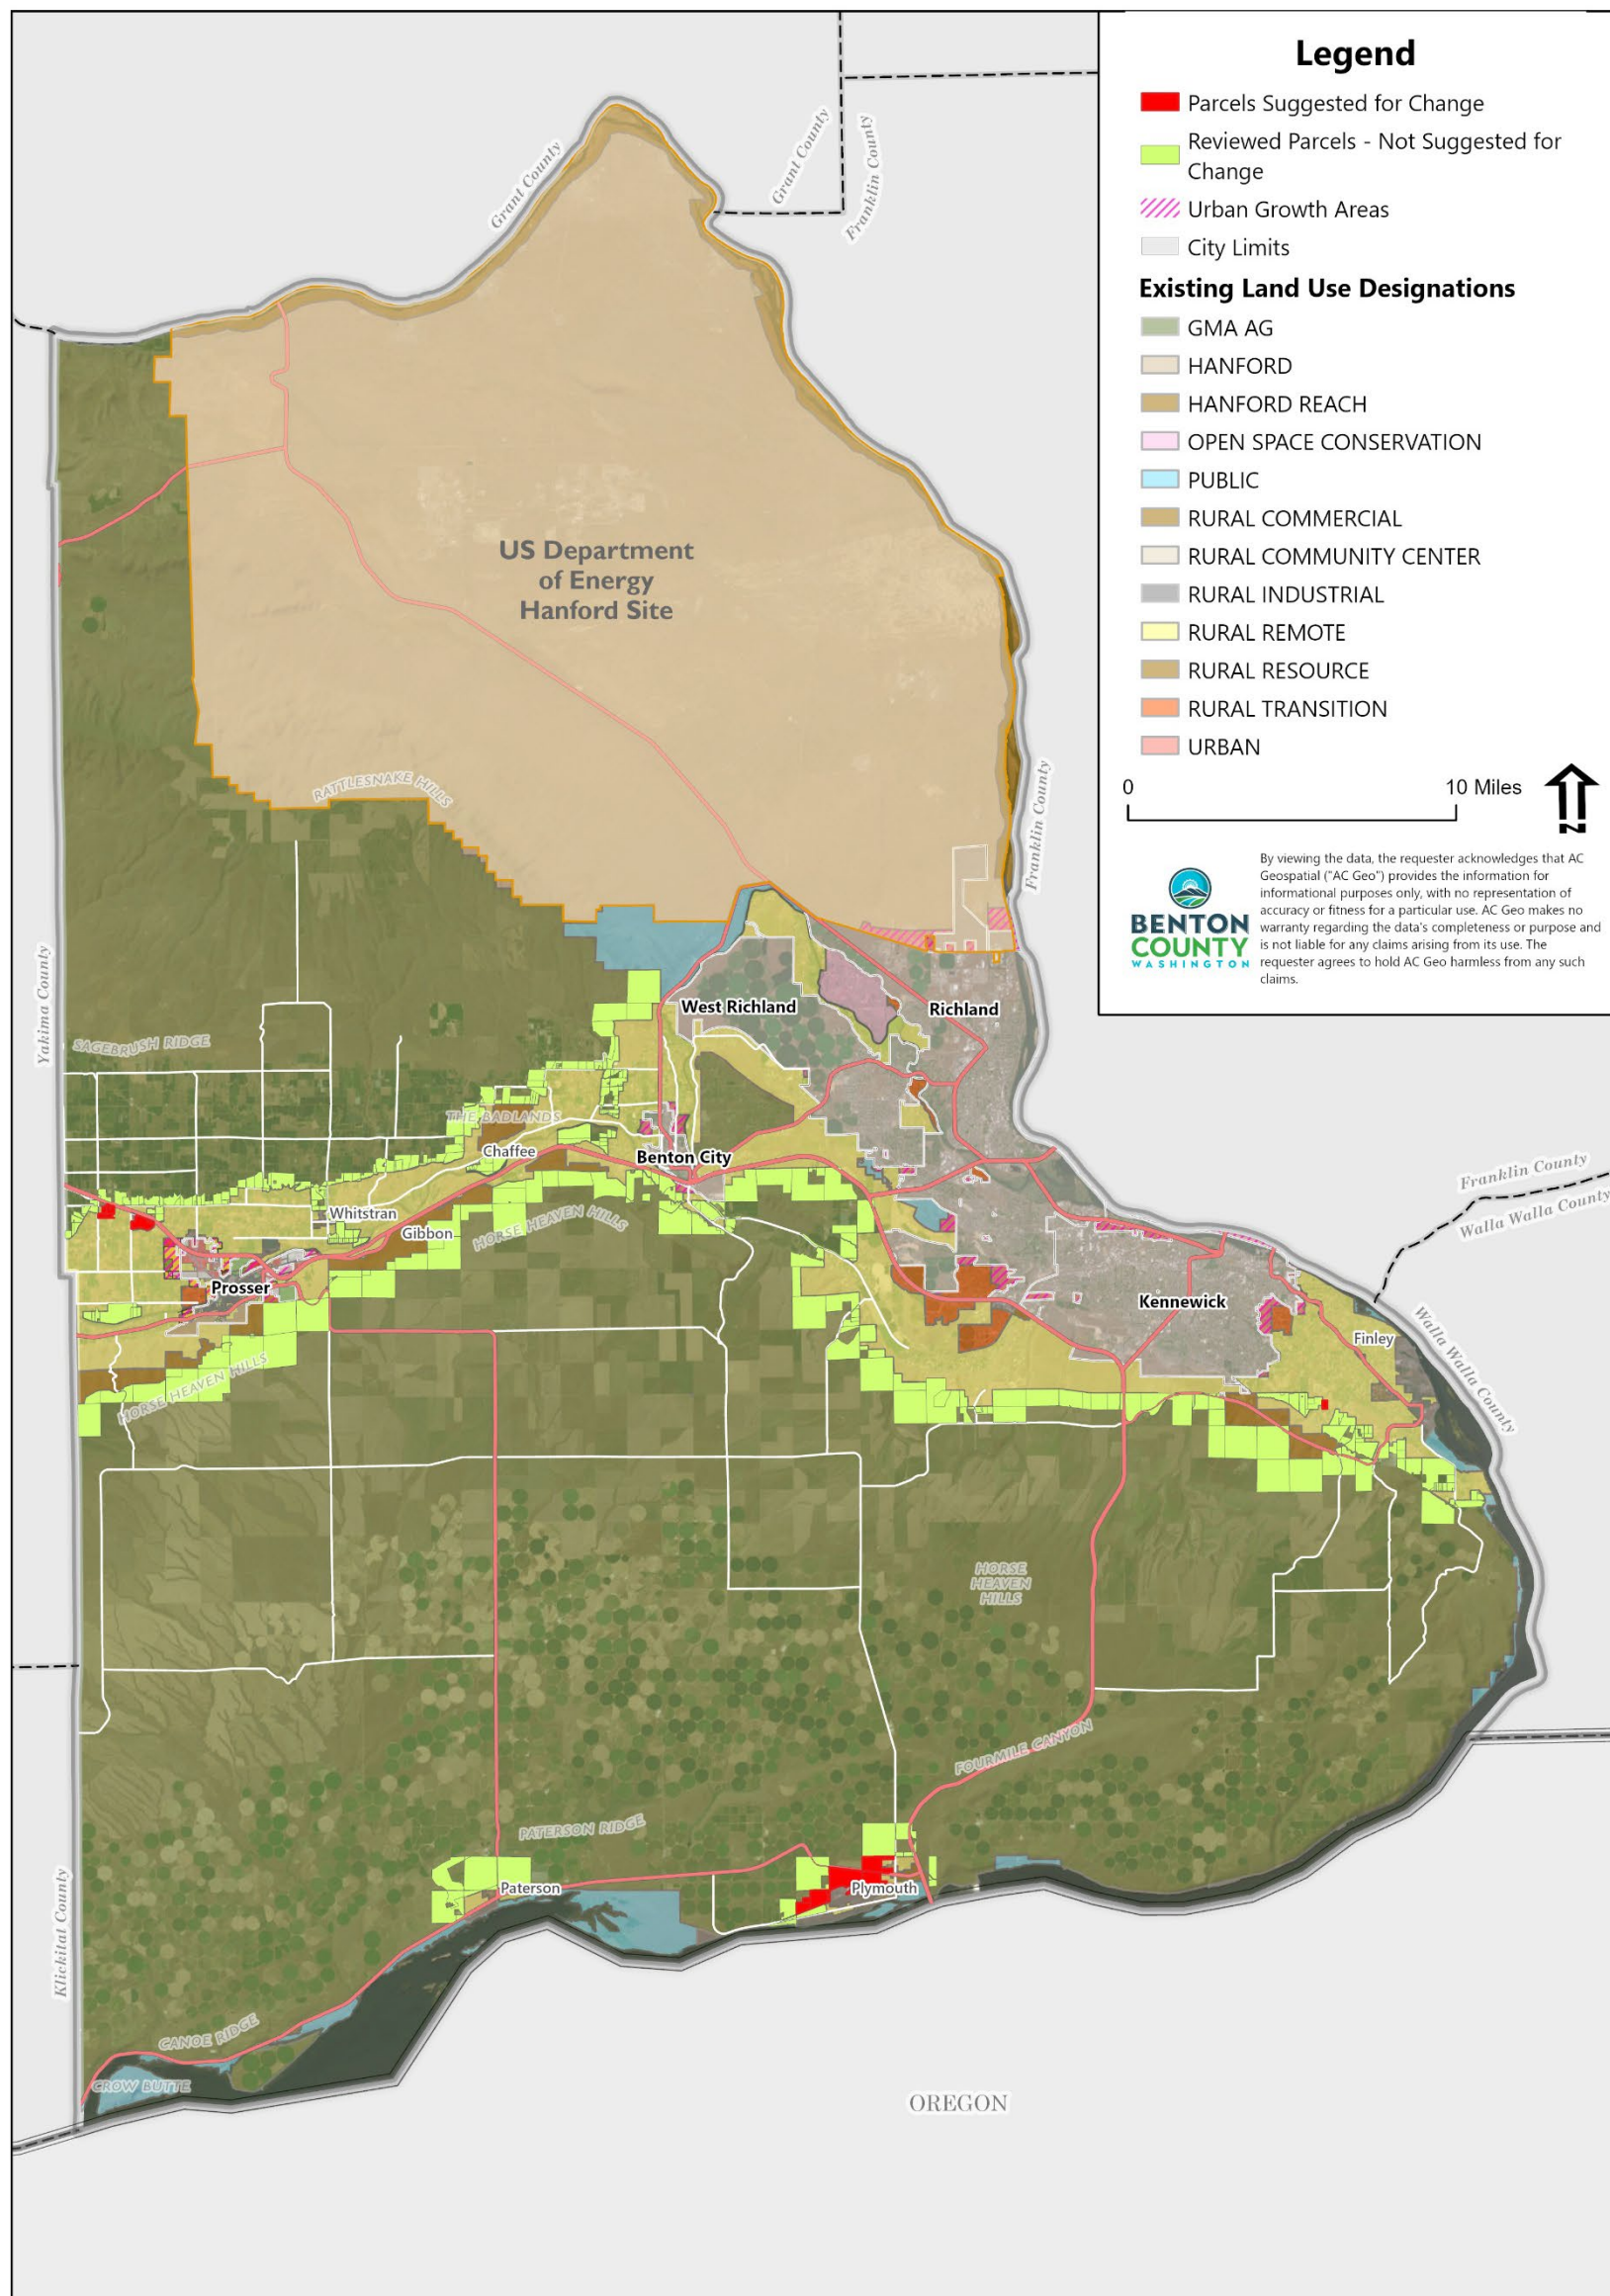 Legend
Parcels Suggested for Change
Reviewed Parcels - Not Suggested for
Change
Urban Growth Areas
City Limits
Existing Land Use Designations
GMA AG
HANFORD
HANFORD REACH
OPEN SPACE CONSERVATION
PUBLIC
RURAL COMMERCIAL
RURAL COMMUNITY CENTER
RURAL INDUSTRIAL
RURAL REMOTE
RURAL RESOURCE
RURAL TRANSITION
URBAN
0 10 Miles
N
BENTON
COUNTY
WASHINGTON
By viewing the data, the requester acknowledges that AC
Geospatial ("AC Geo") provides the information for
informational purposes only, with no representation of
accuracy or fitness for a particular use. AC Geo makes no
warranty regarding the data's completeness or purpose and
is not liable for any claims arising from its use. The
requester agrees to hold AC Geo harmless from any such
claims.
Grant County
Grant County
Franklin County
US Department
of Energy
Hanford Site
RATTLESNAKE HILLS
Franklin County
Yakima County
West Richland
Richland
SAGEBRUSH RIDGE
THE BADLANDS
Chaffee
Benton City
Franklin County
Walla Walla County
Whitstran
Gibbon
HORSE HEAVEN HILLS
Prosser
Kennewick
Finley
Walla Walla County
HORSE HEAVEN HILLS
HORSE
HEAVEN
HILLS
FOURMILE CANYON
PATERSON RIDGE
Paterson
Plymouth
Klickitat County
CANOE RIDGE
CROW BUTTE
OREGON